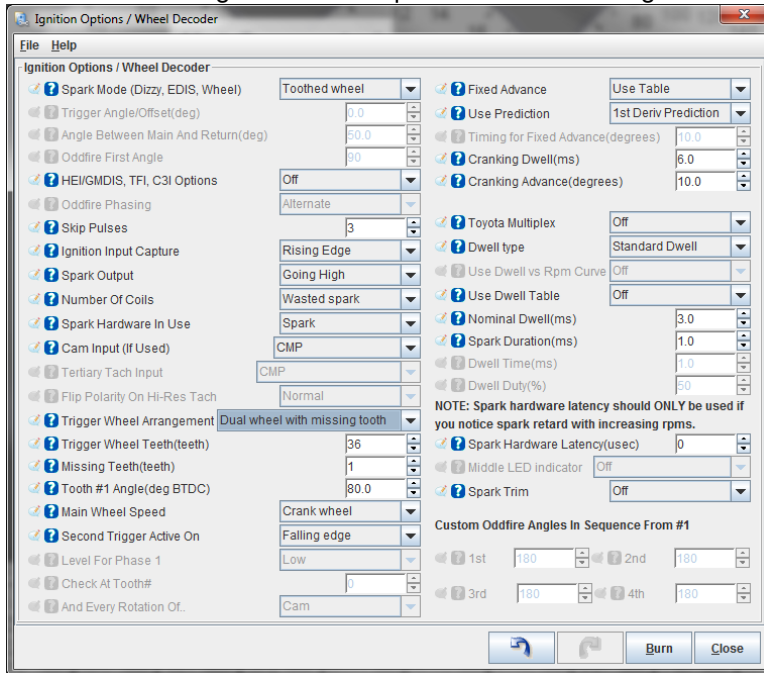 Ignition Options / Wheel Decoder
File Help
Ignition Options / Wheel Decoder
Spark Mode (Dizzy, EDIS, Wheel) Toothed wheel
Trigger Angle/Offset(deg) 0.0
Angle Between Main And Return(deg) 50.0
Oddfire First Angle 90
HEI/GMDIS, TFI, C3I Options Off
Oddfire Phasing Alternate
Skip Pulses 3
Ignition Input Capture Rising Edge
Spark Output Going High
Number Of Coils Wasted spark
Spark Hardware In Use Spark
Cam Input (If Used) CMP
Tertiary Tach Input CMP
Flip Polarity On Hi-Res Tach Normal
Trigger Wheel Arrangement Dual wheel with missing tooth
Trigger Wheel Teeth(teeth) 36
Missing Teeth(teeth) 1
Tooth #1 Angle(deg BTDC) 80.0
Main Wheel Speed Crank wheel
Second Trigger Active On Falling edge
Level For Phase 1 Low
Check At Tooth# 0
And Every Rotation Of.. Cam
Fixed Advance Use Table
Use Prediction 1st Deriv Prediction
Timing for Fixed Advance(degrees) 10.0
Cranking Dwell(ms) 6.0
Cranking Advance(degrees) 10.0
Toyota Multiplex Off
Dwell type Standard Dwell
Use Dwell vs Rpm Curve Off
Use Dwell Table Off
Nominal Dwell(ms) 3.0
Spark Duration(ms) 1.0
Dwell Time(ms) 1.0
Dwell Duty(%) 50
NOTE: Spark hardware latency should ONLY be used if
you notice spark retard with increasing rpms.
Spark Hardware Latency(usec) 0
Middle LED indicator Off
Spark Trim Off
Custom Oddfire Angles In Sequence From #1
1st 180 2nd 180
3rd 180 4th 180
Burn Close